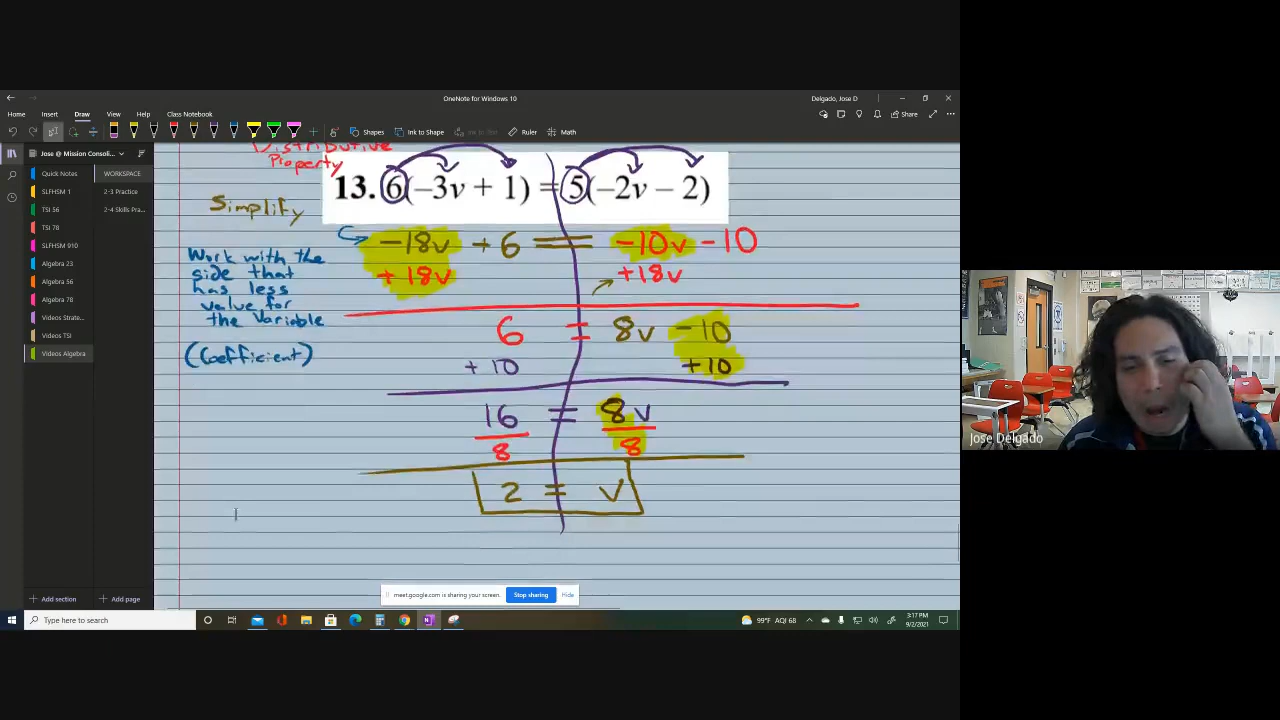 OneNote for Windows 10
Delgado, Jose D
Home Insert Draw View Help Class Notebook
Share
Shapes Ink to Shape Ruler Math
Jose @ Mission Consoli...
Quick Notes
SLFHSM 1
TSI 56
TSI 78
SLFHSM 910
Algebra 23
Algebra 56
Algebra 78
Videos Strate...
Videos TSI
Videos Algebra
WORKSPACE
2-3 Practice
2-4 Skills Pra...
Distributive
Property
13. 6(−3v + 1) = 5(−2v − 2)
Simplify
-18v + 6 = -10v - 10
+ 18v +18v
Work with the
side that
has less
value for
the Variable
(Coefficient)
6 = 8v -10
+ 10 +10
16 = 8v
8 8
2 = v
Jose Delgado
meet.google.com is sharing your screen.
Stop sharing
Hide
Add section
Add page
Type here to search
99°F AQI 68
3:17 PM
9/2/2021